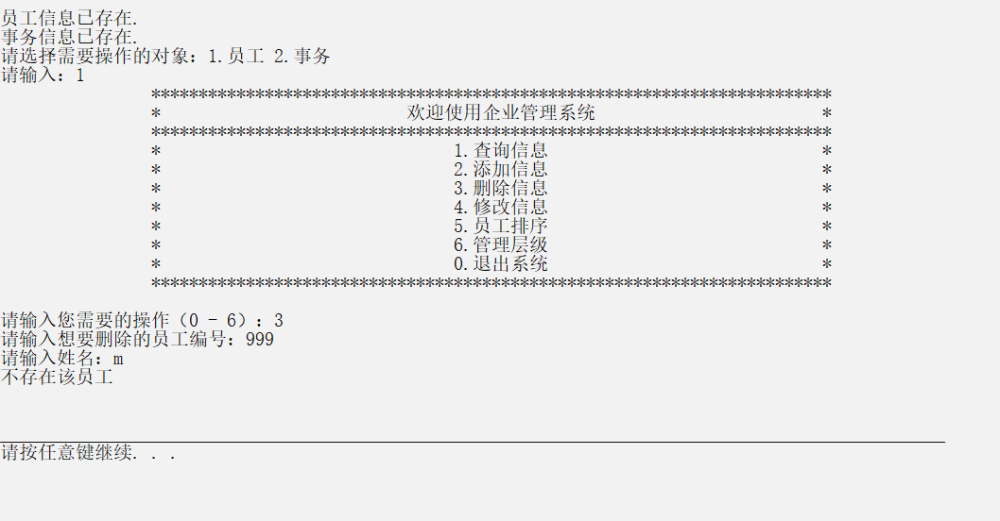 员工信息已存在.
事务信息已存在.
请选择需要操作的对象：1.员工 2.事务
请输入：1
************************************************************************
* 欢迎使用企业管理系统 *
************************************************************************
* 1.查询信息 *
* 2.添加信息 *
* 3.删除信息 *
* 4.修改信息 *
* 5.员工排序 *
* 6.管理层级 *
* 0.退出系统 *
************************************************************************
请输入您需要的操作（0 - 6）：3
请输入想要删除的员工编号：999
请输入姓名：m
不存在该员工
请按任意键继续. . .